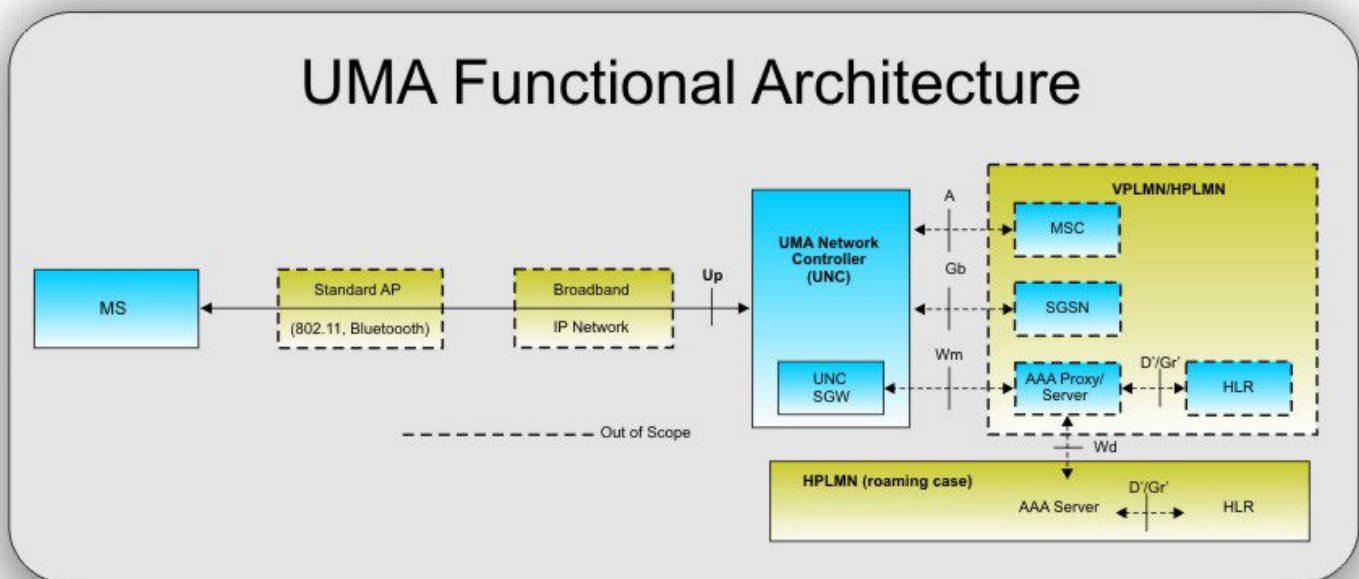 UMA Functional Architecture
MS
Standard AP
(802.11, Bluetoooth)
Broadband
IP Network
Up
UMA Network
Controller
(UNC)
UNC
SGW
A
Gb
Wm
VPLMN/HPLMN
MSC
SGSN
AAA Proxy/
Server
D'/Gr'
HLR
Out of Scope
Wd
HPLMN (roaming case)
AAA Server
D'/Gr'
HLR